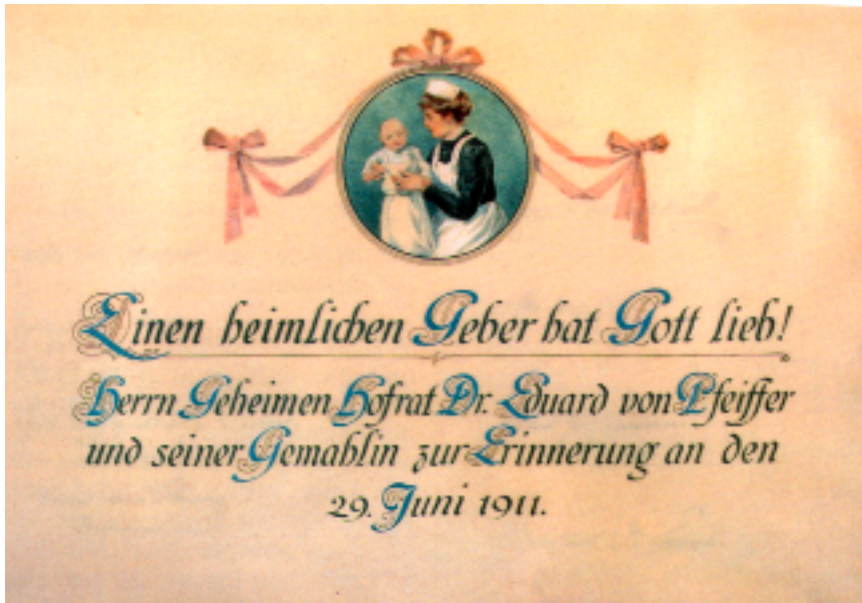 Einen heimlichen Geber hat Gott lieb!
Herrn Geheimen Hofrat Dr. Eduard von Pfeiffer
und seiner Gemahlin zur Erinnerung an den
29. Juni 1911.